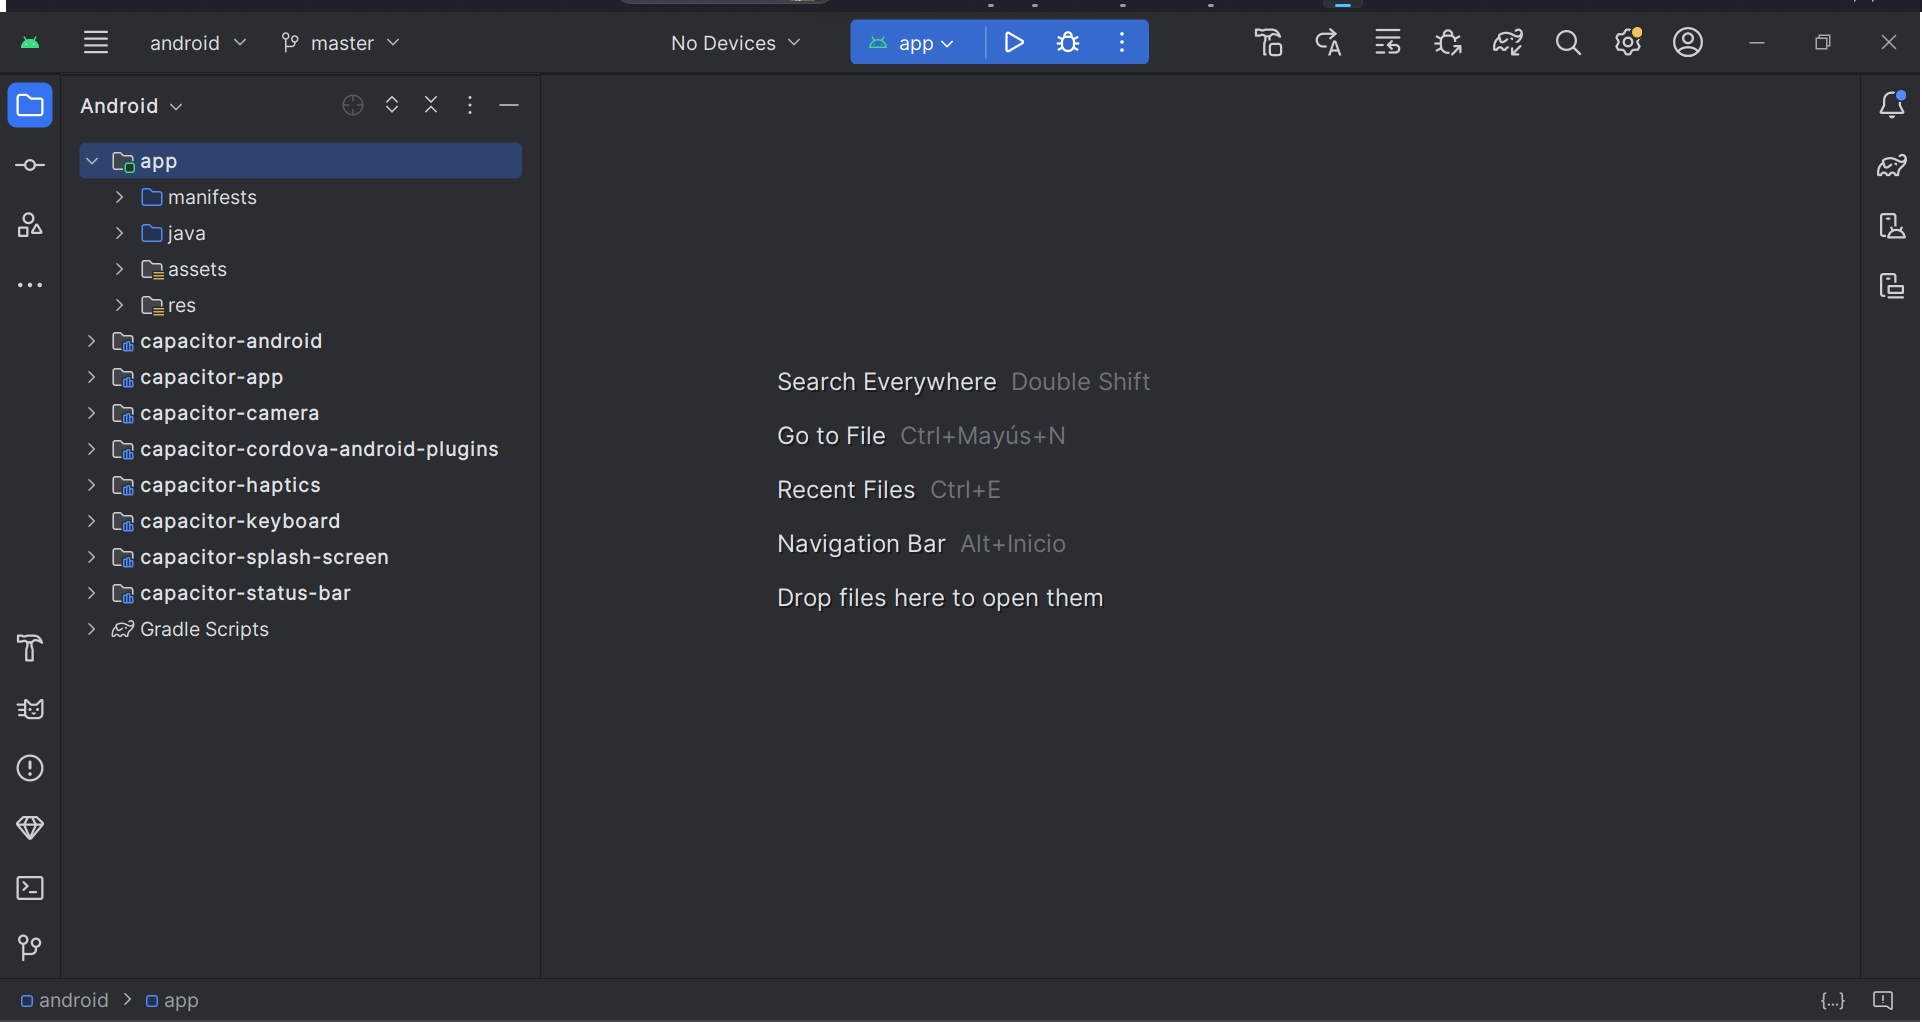 android master No Devices app
Android
app
manifests
java
assets
res
capacitor-android
capacitor-app
capacitor-camera
capacitor-cordova-android-plugins
capacitor-haptics
capacitor-keyboard
capacitor-splash-screen
capacitor-status-bar
Gradle Scripts
Search Everywhere Double Shift
Go to File Ctrl+Mayús+N
Recent Files Ctrl+E
Navigation Bar Alt+Inicio
Drop files here to open them
android > app {...}